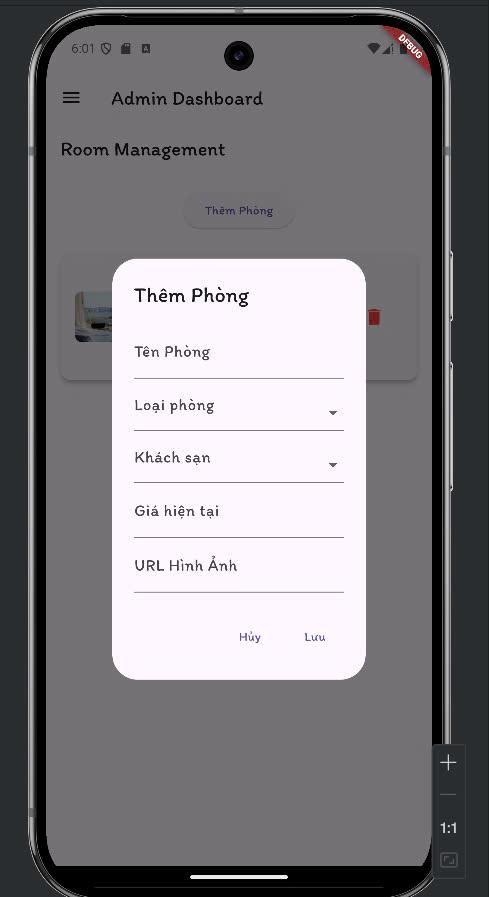 6:01
DEBUG
Admin Dashboard
Room Management
Thêm Phòng
Thêm Phòng
Tên Phòng
Loại phòng
Khách sạn
Giá hiện tại
URL Hình Ảnh
Hủy
Lưu
1:1